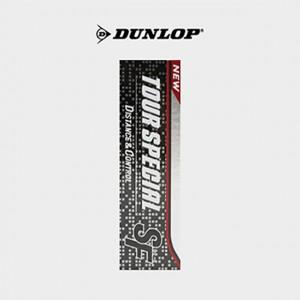 DUNLOP®
NEW
TOUR SPECIAL
DISTANCE & CONTROL
SF